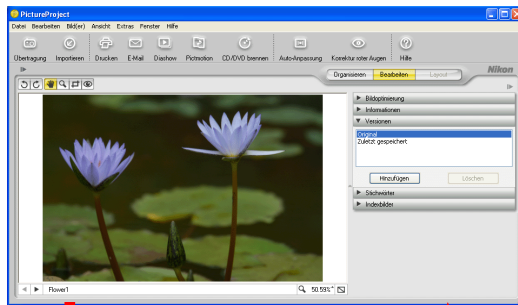 PictureProject
Datei Bearbeiten Bild(er) Ansicht Extras Fenster Hilfe
Übertragung Importieren Drucken E-Mail Diashow Pictmotion CD/DVD brennen Auto-Anpassung Korrektur roter Augen Hilfe
Organisieren Bearbeiten Layout Nikon
Bildoptimierung
Informationen
Versionen
Original
Zuletzt gespeichert
Hinzufügen Löschen
Stichwörter
Indexbilder
Flower1 50.59%